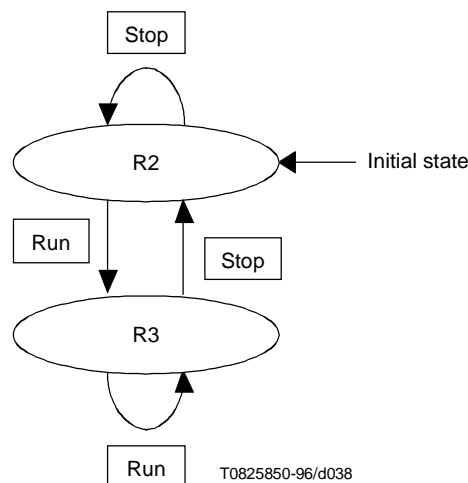 Stop
R2
Initial state
Run
Stop
R3
Run
T0825850-96/d038